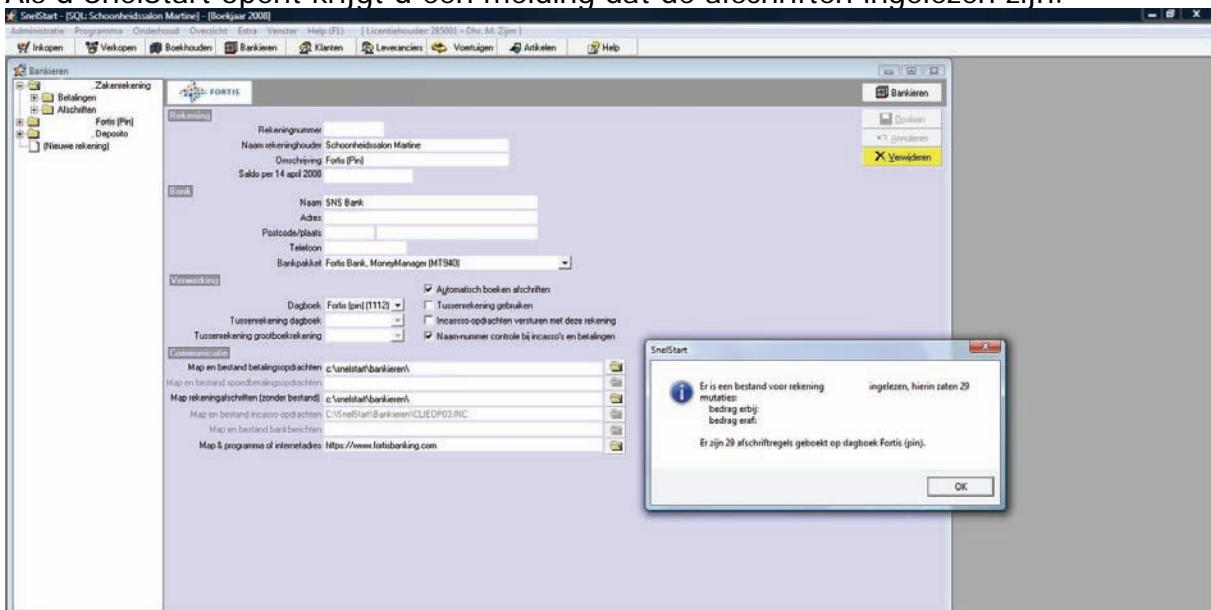 Als u SnelStart opent krijgt u een melding dat de afschriften ingelezen zijn.
SnelStart - [SQL: Schoonheidssalon Martine] - [Boekjaar 2008]
Administratie Programma Onderhoud Overzicht Extra Venster Help (F1) [ Licentiehouder: 285001 - Dhr. M. Zijm ]
Inkopen Verkopen Boekhouden Bankieren Klanten Leveranciers Voertuigen Artikelen Help
Bankieren
. Zakenrekening
Betalingen
Afschriften
Fortis (Pin)
. Deposito
(Nieuwe rekening)
FORTIS
Bankieren
Opslaan
Annuleren
Verwijderen
Rekening
Rekeningnummer
Naam rekeninghouder Schoonheidssalon Martine
Omschrijving Fortis (Pin)
Saldo per 14 april 2008
Bank
Naam SNS Bank
Adres
Postcode/plaats
Telefoon
Bankpakket Fortis Bank, MoneyManager (MT940)
Verwerking
Automatisch boeken afschriften
Dagboek Fortis (pin) (1112) Tussenrekening gebruiken
Tussenrekening dagboek Incasso-opdrachten versturen met deze rekening
Tussenrekening grootboekrekening Naam-nummer controle bij incasso's en betalingen
Communicatie
Map en bestand betalingsopdrachten c:\snelstart\bankieren\
Map en bestand spoedbetalingsopdrachten
Map rekeningafschriften (zonder bestand) c:\snelstart\bankieren\
Map en bestand incasso opdrachten C:\SnelStart\Bankieren\CLIEOP03.INC
Map en bestand bankberichten
Map & programma of internetadres https://www.fortisbanking.com
SnelStart
Er is een bestand voor rekening ingelezen, hierin zaten 29
mutaties:
bedrag erbij:
bedrag eraf:
Er zijn 29 afschriftregels geboekt op dagboek Fortis (pin).
OK